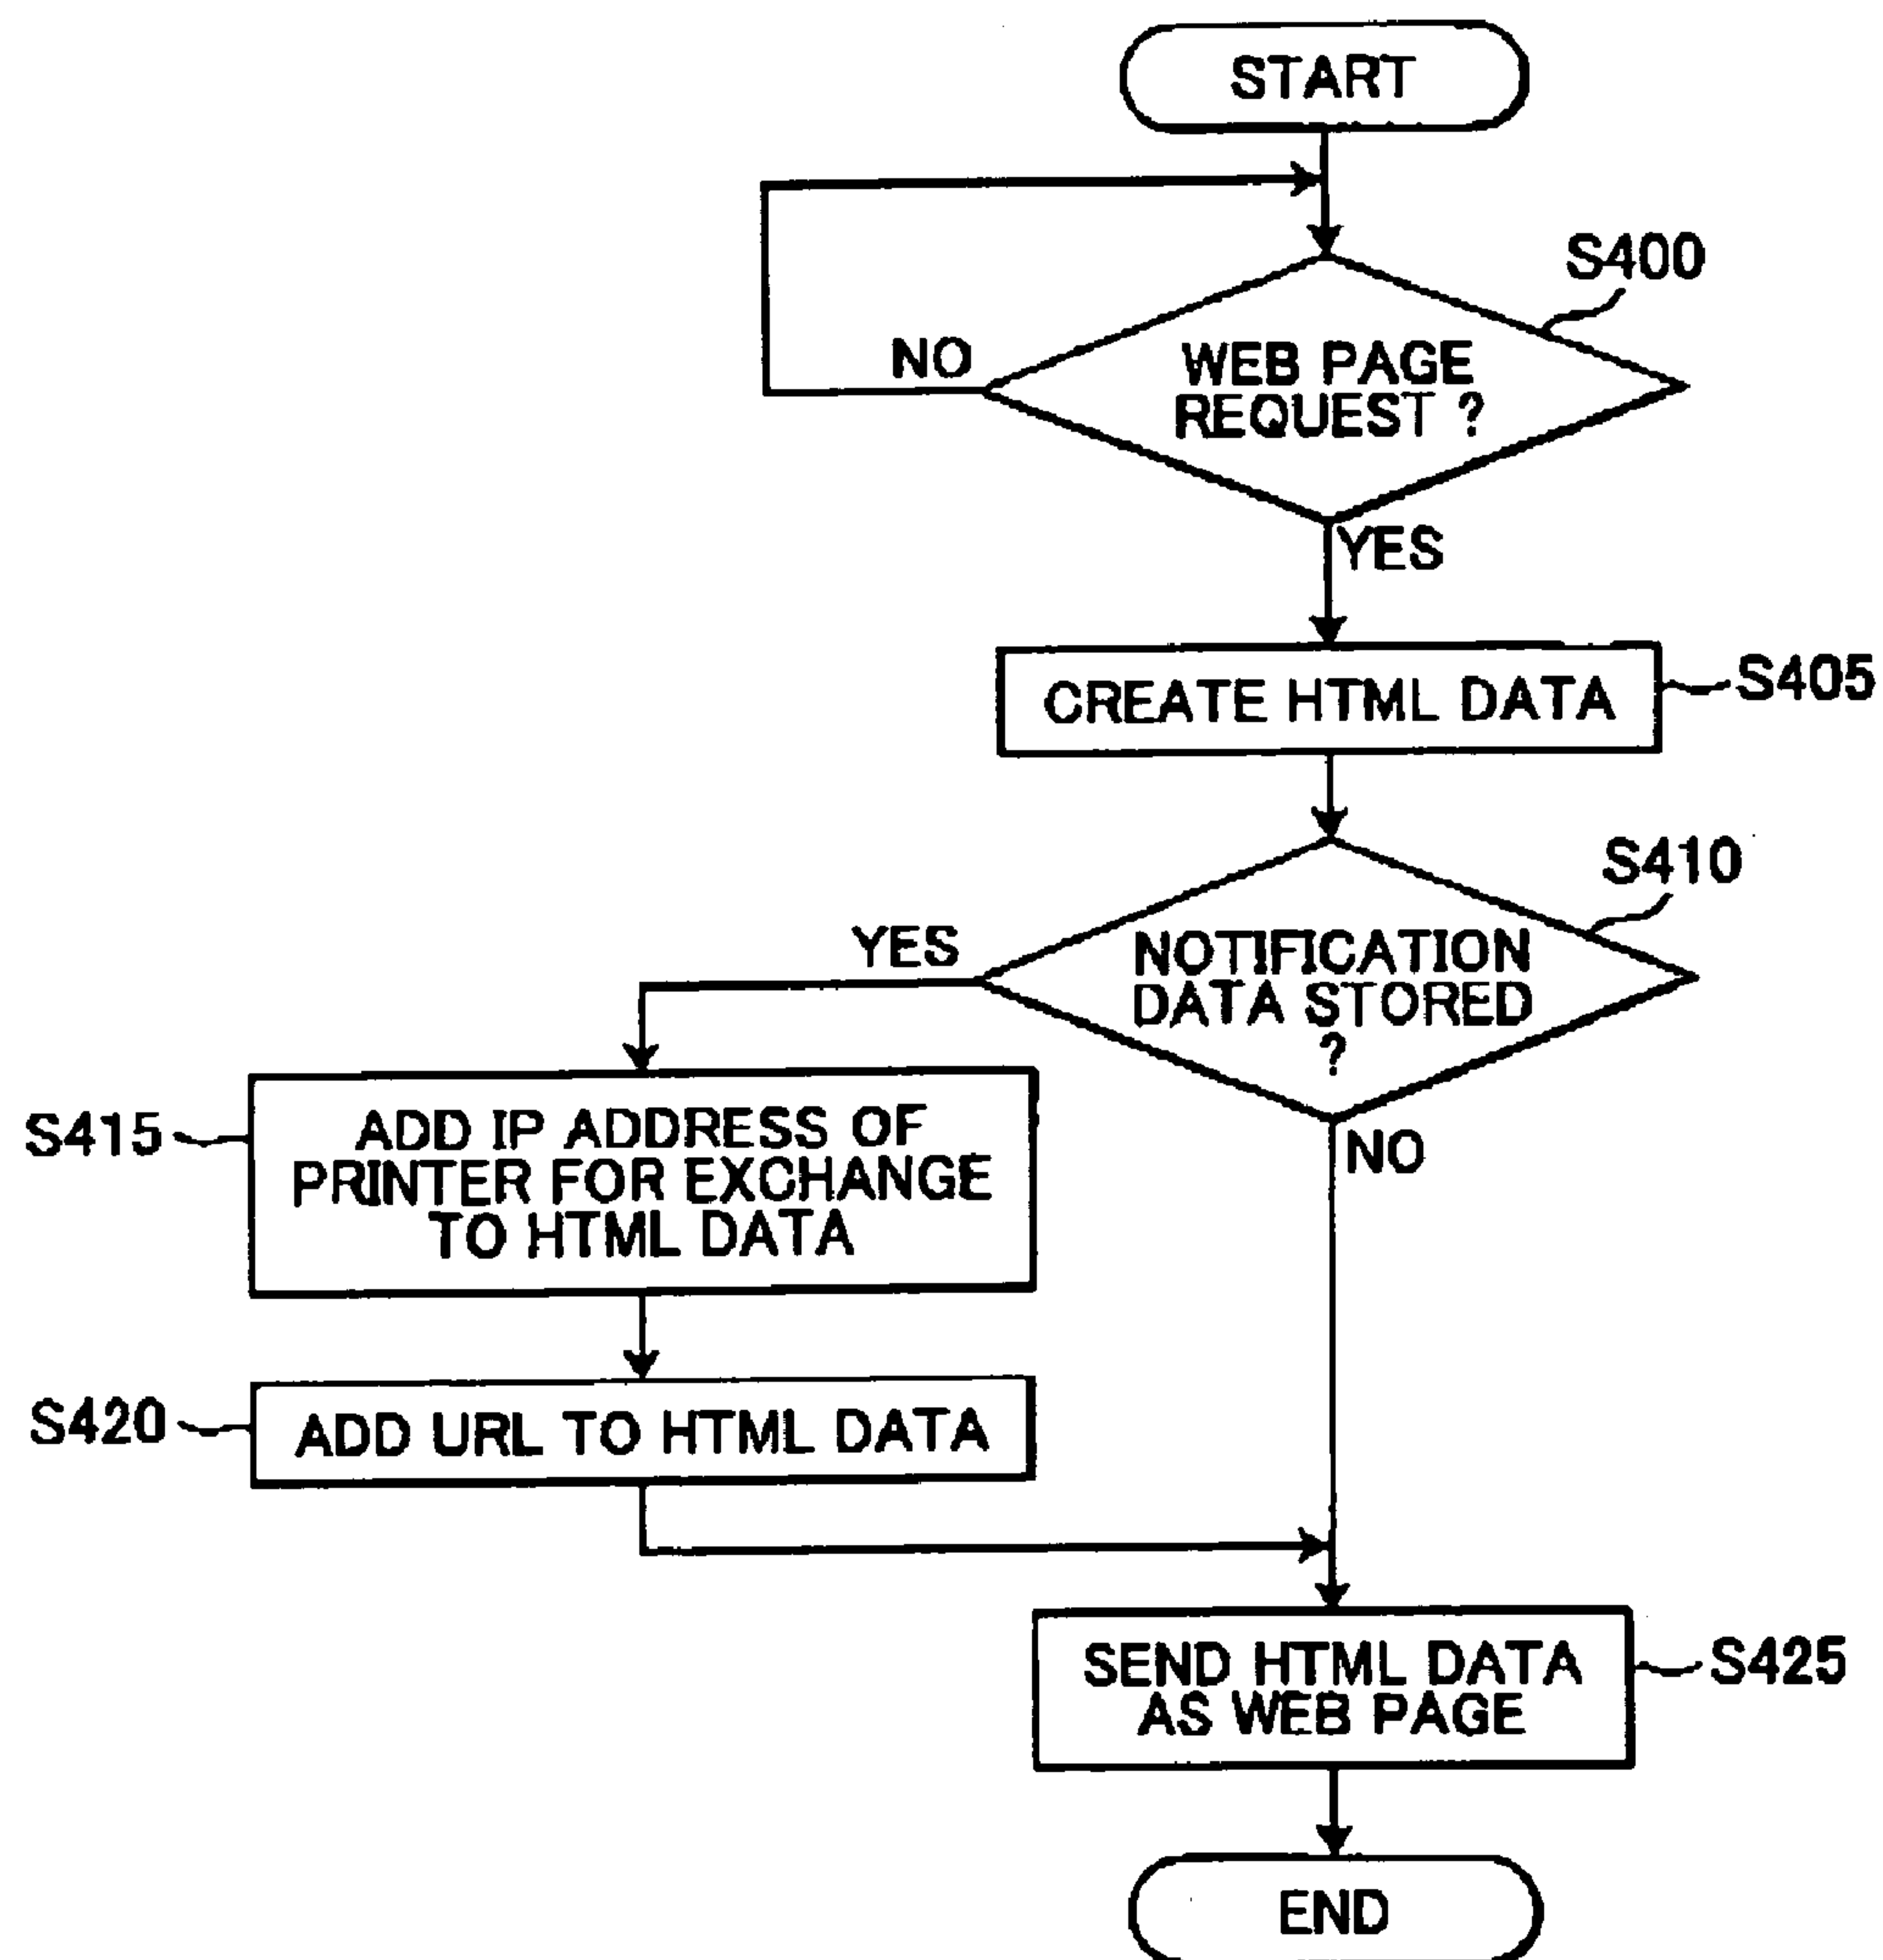 START
S400
NO
WEB PAGE
REQUEST ?
YES
CREATE HTML DATA
S405
S410
YES
NOTIFICATION
DATA STORED
?
NO
S415
ADD IP ADDRESS OF
PRINTER FOR EXCHANGE
TO HTML DATA
S420
ADD URL TO HTML DATA
SEND HTML DATA
AS WEB PAGE
S425
END